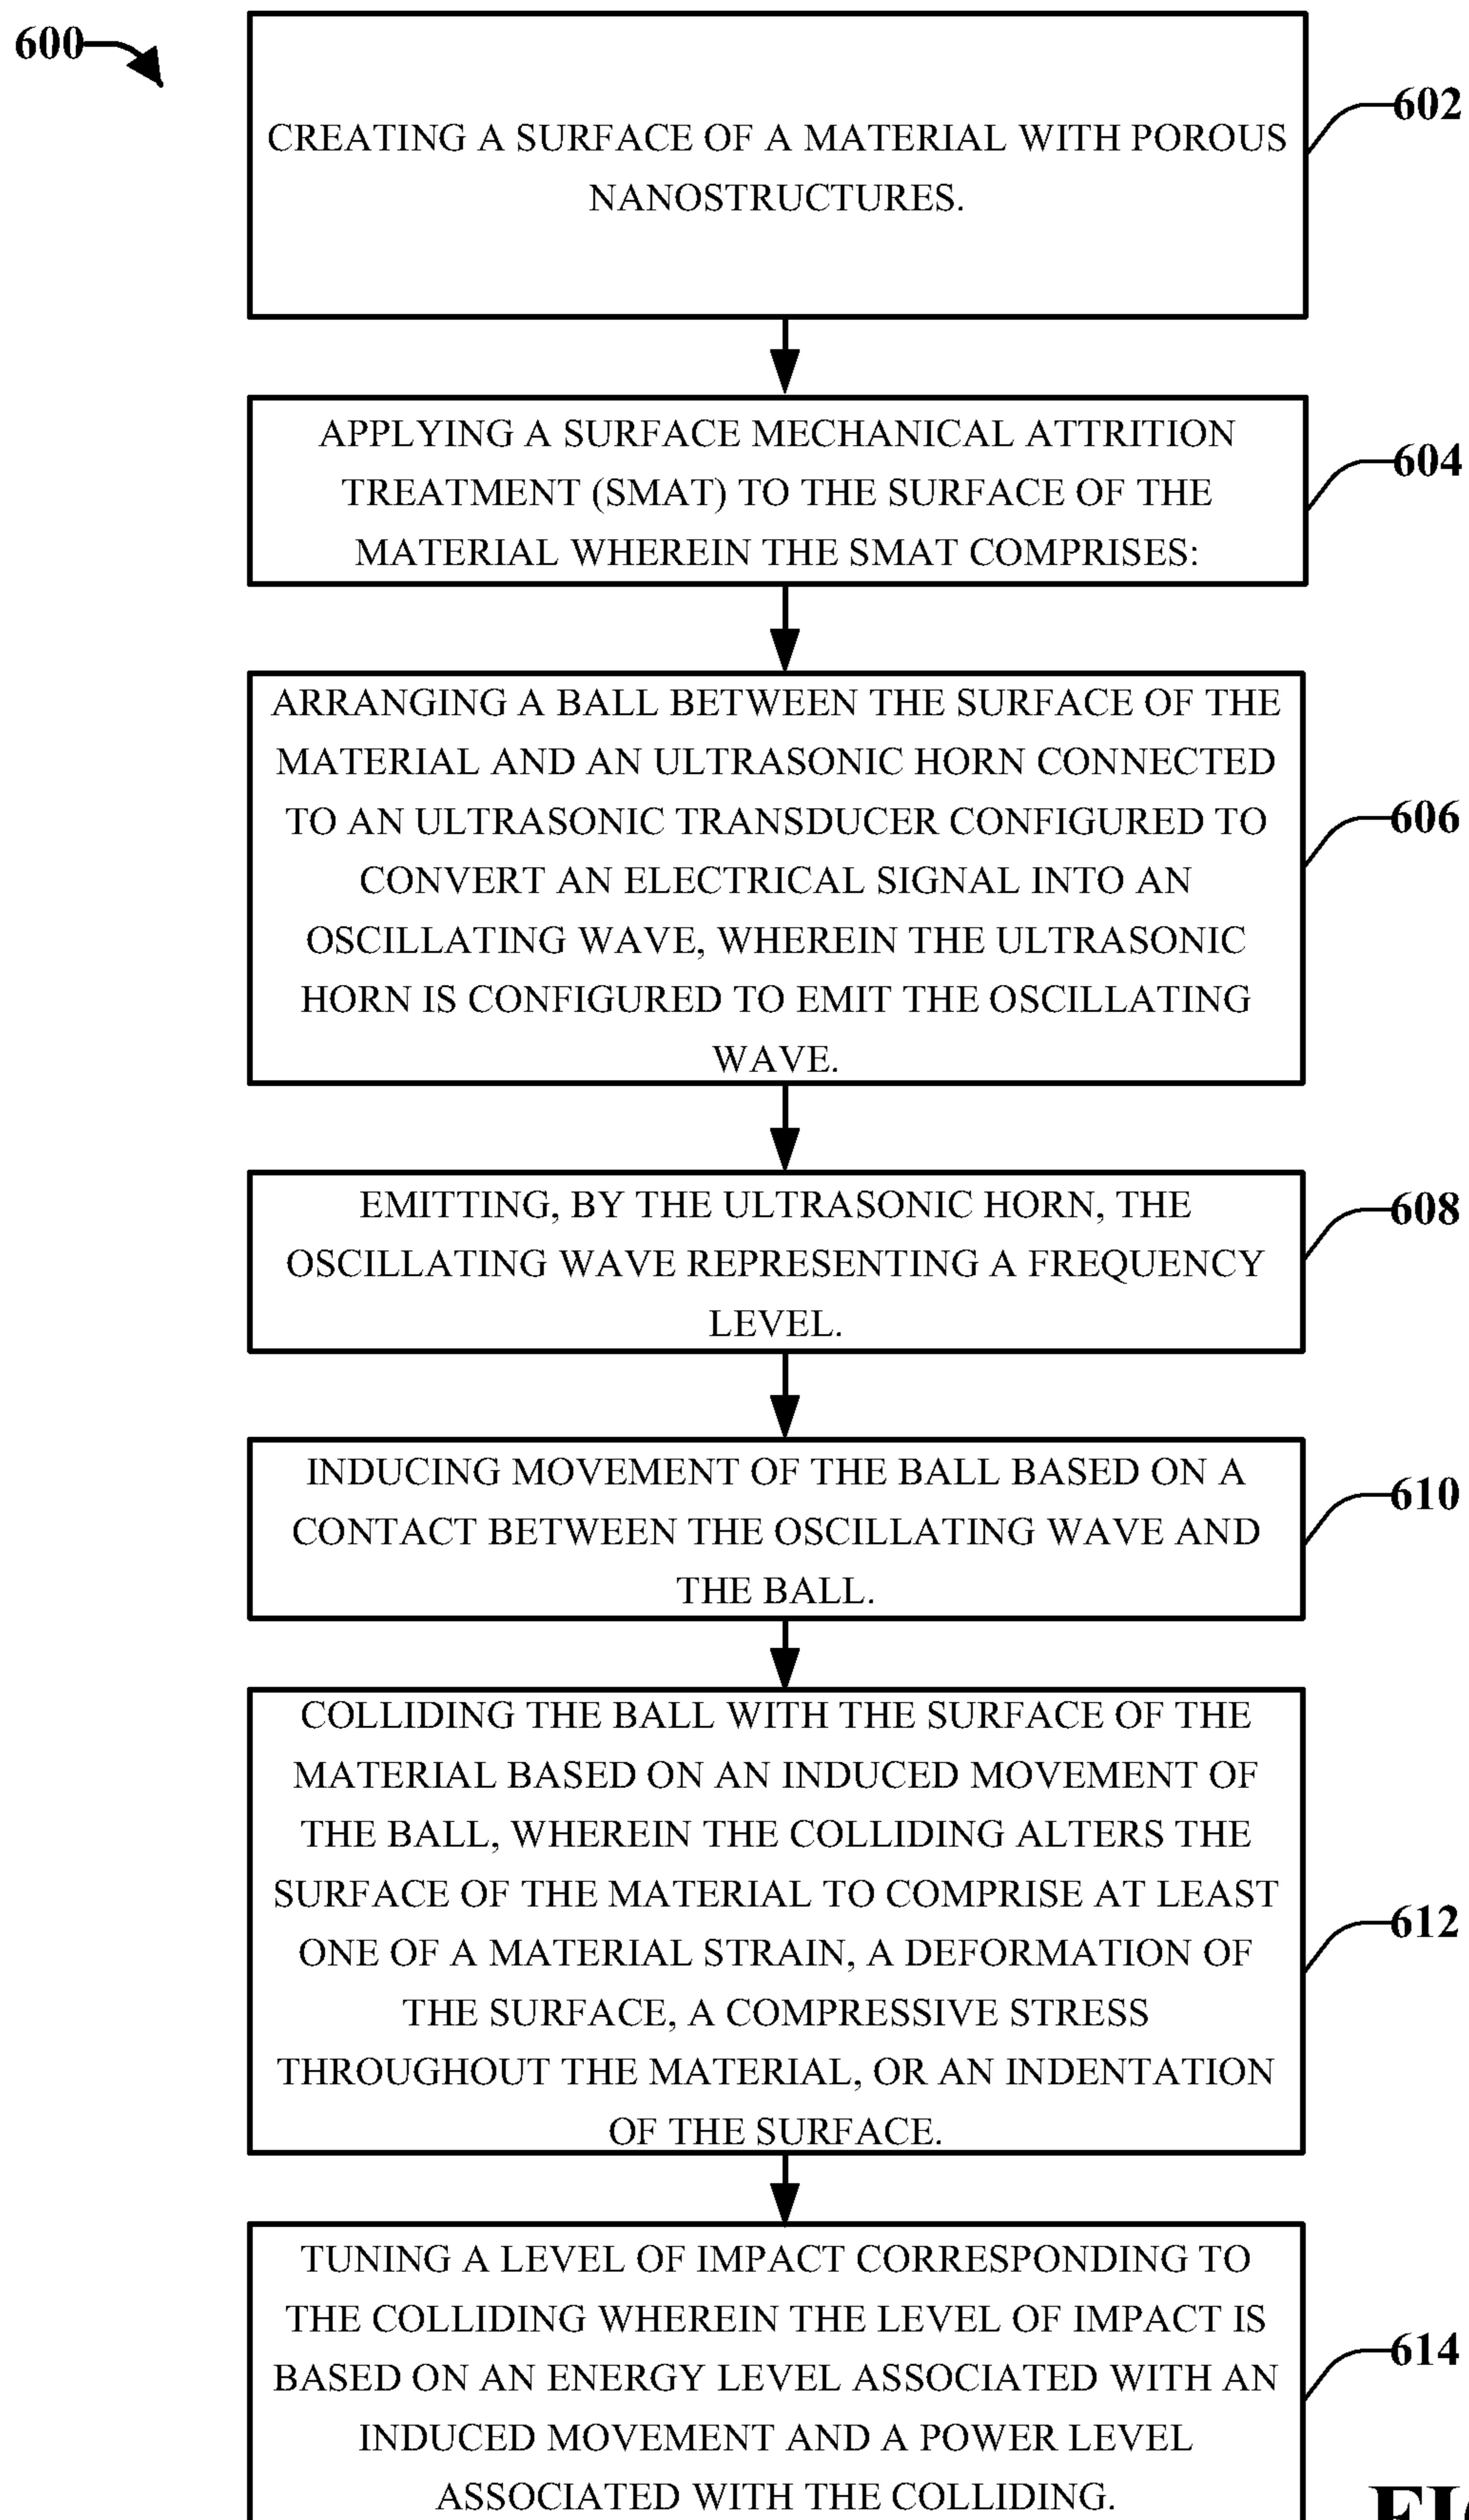 600
CREATING A SURFACE OF A MATERIAL WITH POROUS
NANOSTRUCTURES.
602
APPLYING A SURFACE MECHANICAL ATTRITION
TREATMENT (SMAT) TO THE SURFACE OF THE
MATERIAL WHEREIN THE SMAT COMPRISES:
604
ARRANGING A BALL BETWEEN THE SURFACE OF THE
MATERIAL AND AN ULTRASONIC HORN CONNECTED
TO AN ULTRASONIC TRANSDUCER CONFIGURED TO
CONVERT AN ELECTRICAL SIGNAL INTO AN
OSCILLATING WAVE, WHEREIN THE ULTRASONIC
HORN IS CONFIGURED TO EMIT THE OSCILLATING
WAVE.
606
EMITTING, BY THE ULTRASONIC HORN, THE
OSCILLATING WAVE REPRESENTING A FREQUENCY
LEVEL.
608
INDUCING MOVEMENT OF THE BALL BASED ON A
CONTACT BETWEEN THE OSCILLATING WAVE AND
THE BALL.
610
COLLIDING THE BALL WITH THE SURFACE OF THE
MATERIAL BASED ON AN INDUCED MOVEMENT OF
THE BALL, WHEREIN THE COLLIDING ALTERS THE
SURFACE OF THE MATERIAL TO COMPRISE AT LEAST
ONE OF A MATERIAL STRAIN, A DEFORMATION OF
THE SURFACE, A COMPRESSIVE STRESS
THROUGHOUT THE MATERIAL, OR AN INDENTATION
OF THE SURFACE.
612
TUNING A LEVEL OF IMPACT CORRESPONDING TO
THE COLLIDING WHEREIN THE LEVEL OF IMPACT IS
BASED ON AN ENERGY LEVEL ASSOCIATED WITH AN
INDUCED MOVEMENT AND A POWER LEVEL
ASSOCIATED WITH THE COLLIDING.
614